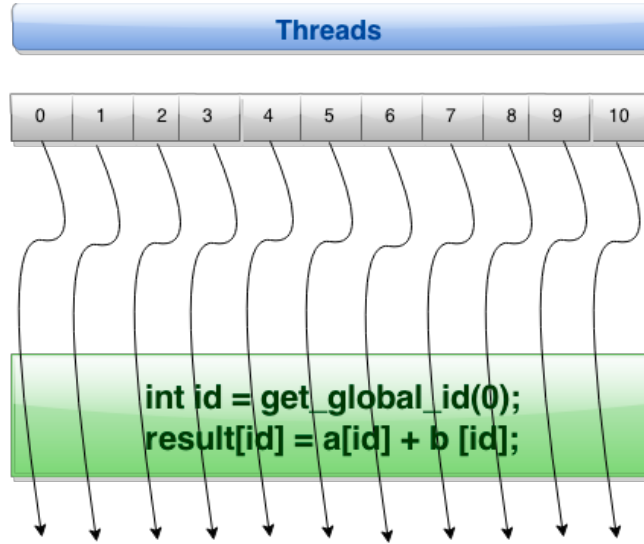 Threads
0 1 2 3 4 5 6 7 8 9 10
int id = get_global_id(0);
result[id] = a[id] + b [id];